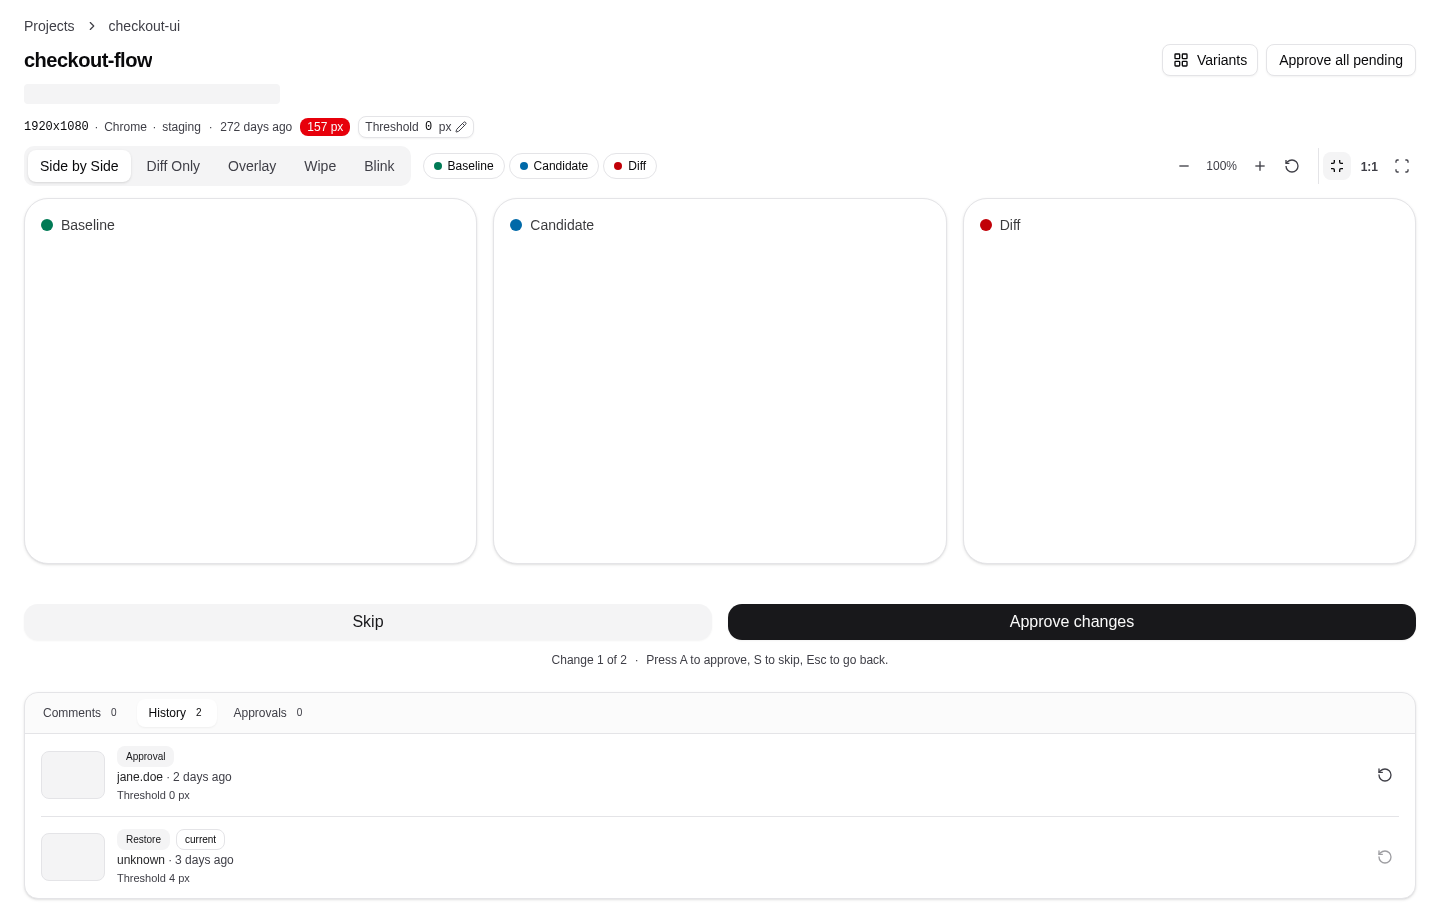 Projects checkout-ui
checkout-flow
Variants
Approve all pending
1920x1080 · Chrome · staging · 272 days ago 157 px Threshold 0 px
Side by Side Diff Only Overlay Wipe Blink Baseline Candidate Diff 100% 1:1
Baseline
Candidate
Diff
Skip
Approve changes
Change 1 of 2 · Press A to approve, S to skip, Esc to go back.
Comments 0 History 2 Approvals 0
Approval
jane.doe · 2 days ago
Threshold 0 px
Restore current
unknown · 3 days ago
Threshold 4 px